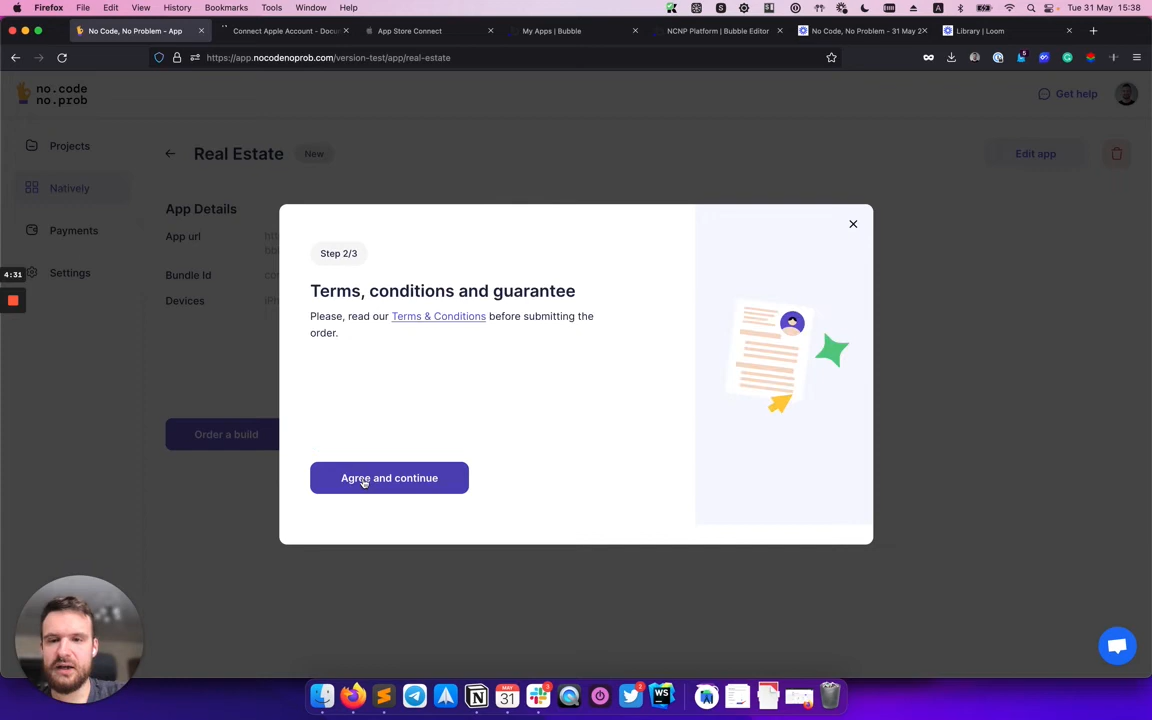 Firefox File Edit View History Bookmarks Tools Window Help Tue 31 May 15:38
No Code, No Problem - App Connect Apple Account - Docu App Store Connect My Apps | Bubble NCNP Platform | Bubble Editor No Code, No Problem - 31 May 2 Library | Loom
https://app.nocodenoprob.com/version-test/app/real-estate
no.code
no.prob
Get help
Projects
Natively
Payments
Settings
4:31
Real Estate New
Edit app
App Details
App url
Bundle Id
Devices
Order a build
Step 2/3
Terms, conditions and guarantee
Please, read our Terms & Conditions before submitting the
order.
Agree and continue